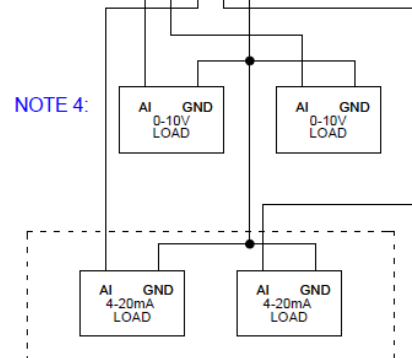 NOTE 4:
AI GND
0-10V
LOAD
AI GND
0-10V
LOAD
AI GND
4-20mA
LOAD
AI GND
4-20mA
LOAD